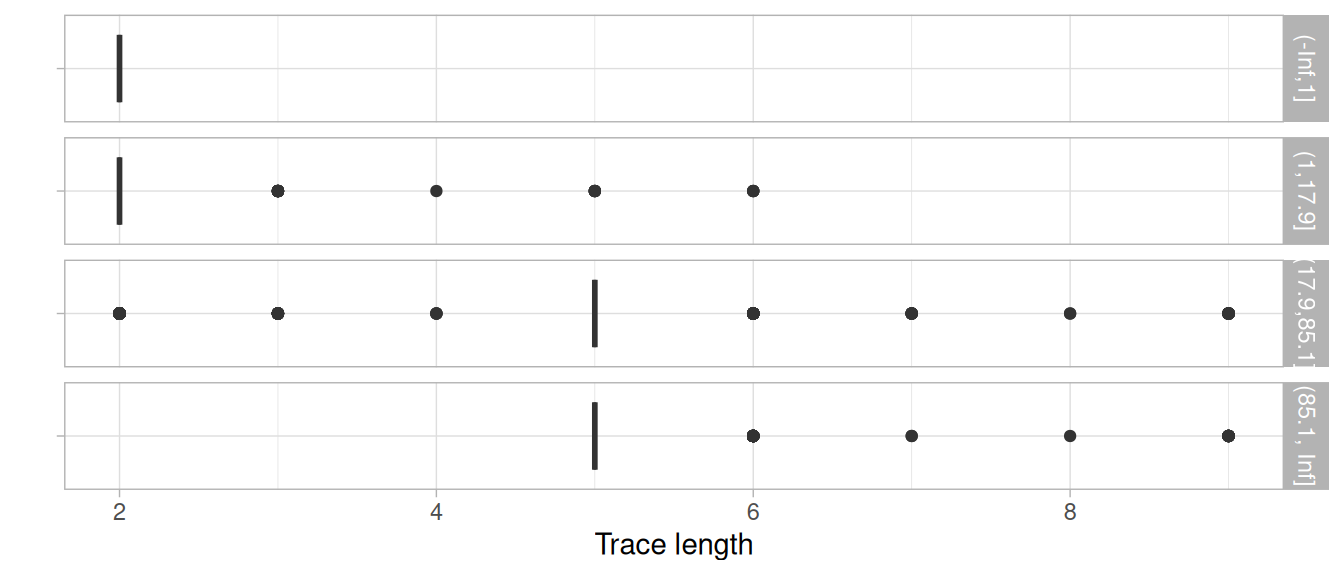 (-Inf,1]
(1,17.9]
(17.9,85.1]
(85.1, Inf]
2 4 6 8
Trace length